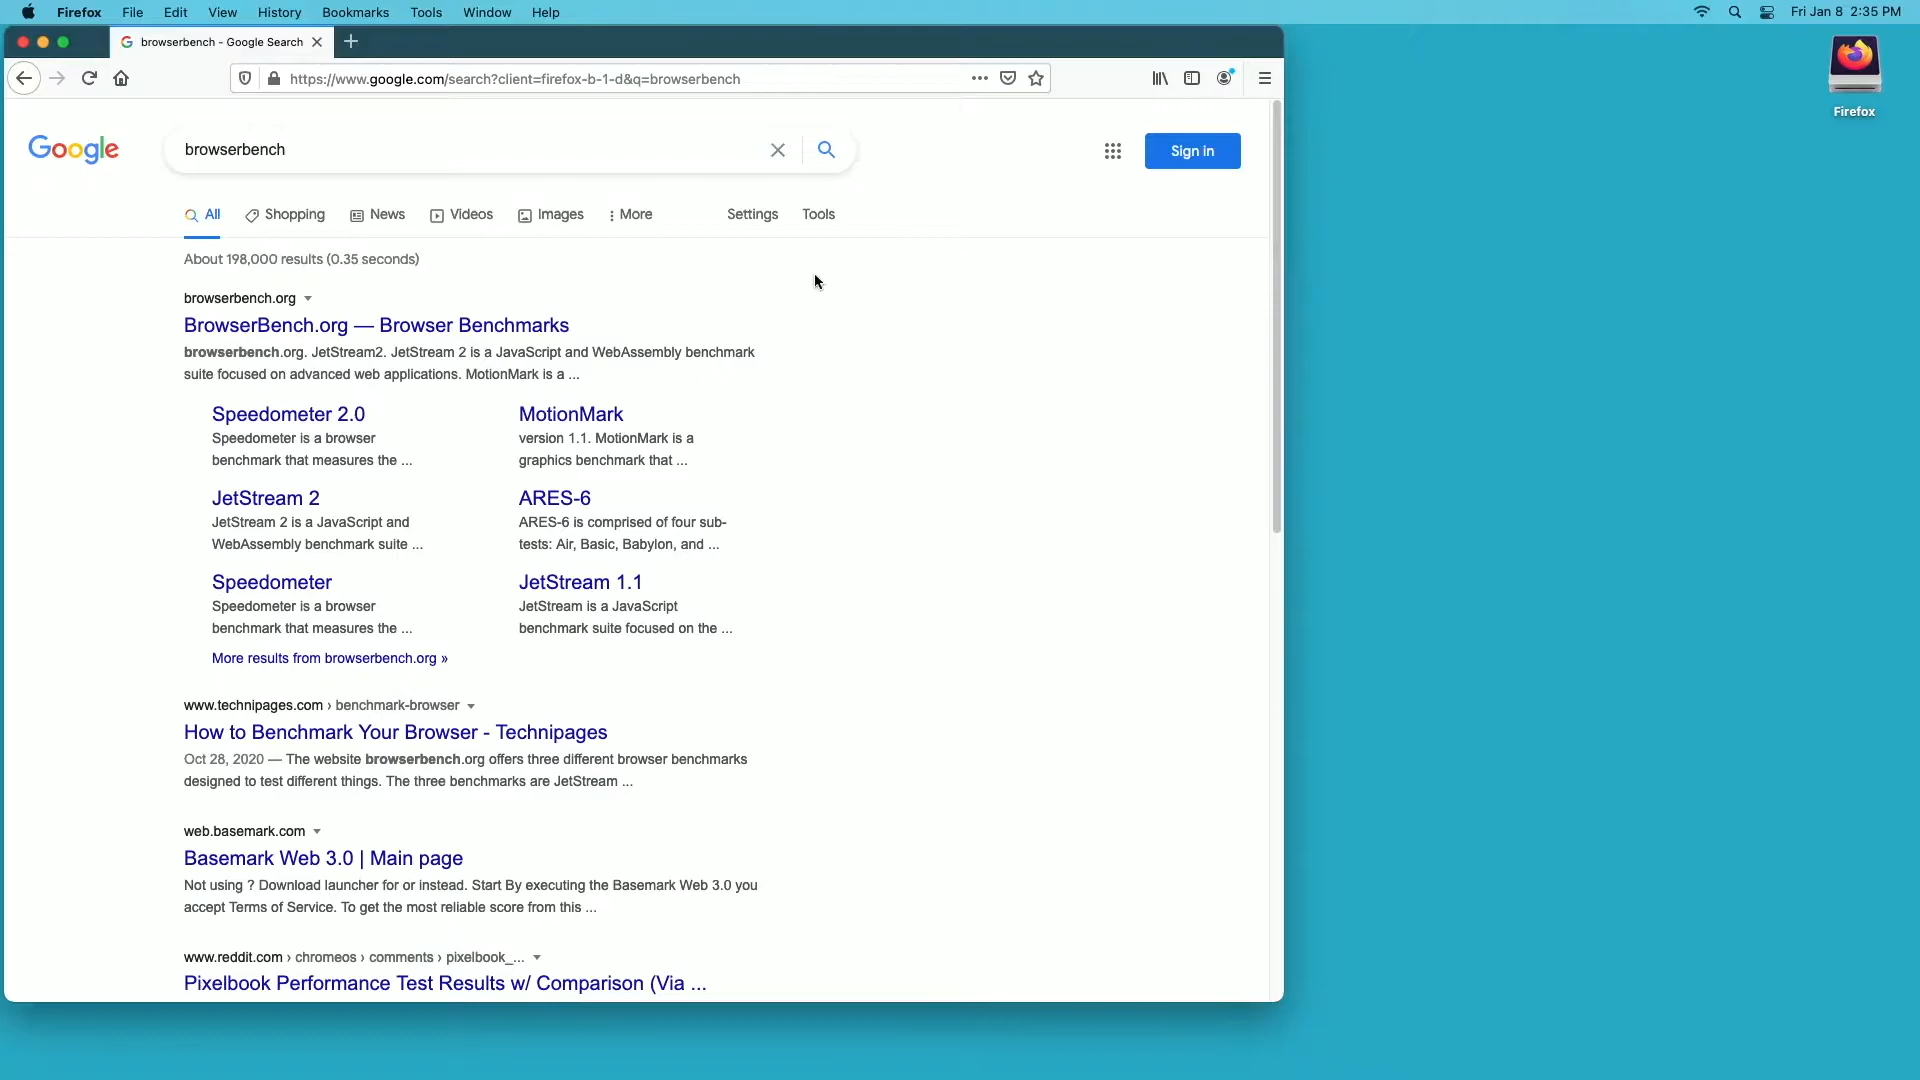 Firefox File Edit View History Bookmarks Tools Window Help Fri Jan 8 2:35 PM
browserbench - Google Search
https://www.google.com/search?client=firefox-b-1-d&q=browserbench
Firefox
Google
browserbench
Sign in
All Shopping News Videos Images More Settings Tools
About 198,000 results (0.35 seconds)
browserbench.org
BrowserBench.org — Browser Benchmarks
browserbench.org. JetStream2. JetStream 2 is a JavaScript and WebAssembly benchmark
suite focused on advanced web applications. MotionMark is a ...
Speedometer 2.0
Speedometer is a browser
benchmark that measures the ...
MotionMark
version 1.1. MotionMark is a
graphics benchmark that ...
JetStream 2
JetStream 2 is a JavaScript and
WebAssembly benchmark suite ...
ARES-6
ARES-6 is comprised of four sub-
tests: Air, Basic, Babylon, and ...
Speedometer
Speedometer is a browser
benchmark that measures the ...
JetStream 1.1
JetStream is a JavaScript
benchmark suite focused on the ...
More results from browserbench.org »
www.technipages.com › benchmark-browser
How to Benchmark Your Browser - Technipages
Oct 28, 2020 — The website browserbench.org offers three different browser benchmarks
designed to test different things. The three benchmarks are JetStream ...
web.basemark.com
Basemark Web 3.0 | Main page
Not using ? Download launcher for or instead. Start By executing the Basemark Web 3.0 you
accept Terms of Service. To get the most reliable score from this ...
www.reddit.com › chromeos › comments › pixelbook_...
Pixelbook Performance Test Results w/ Comparison (Via ...